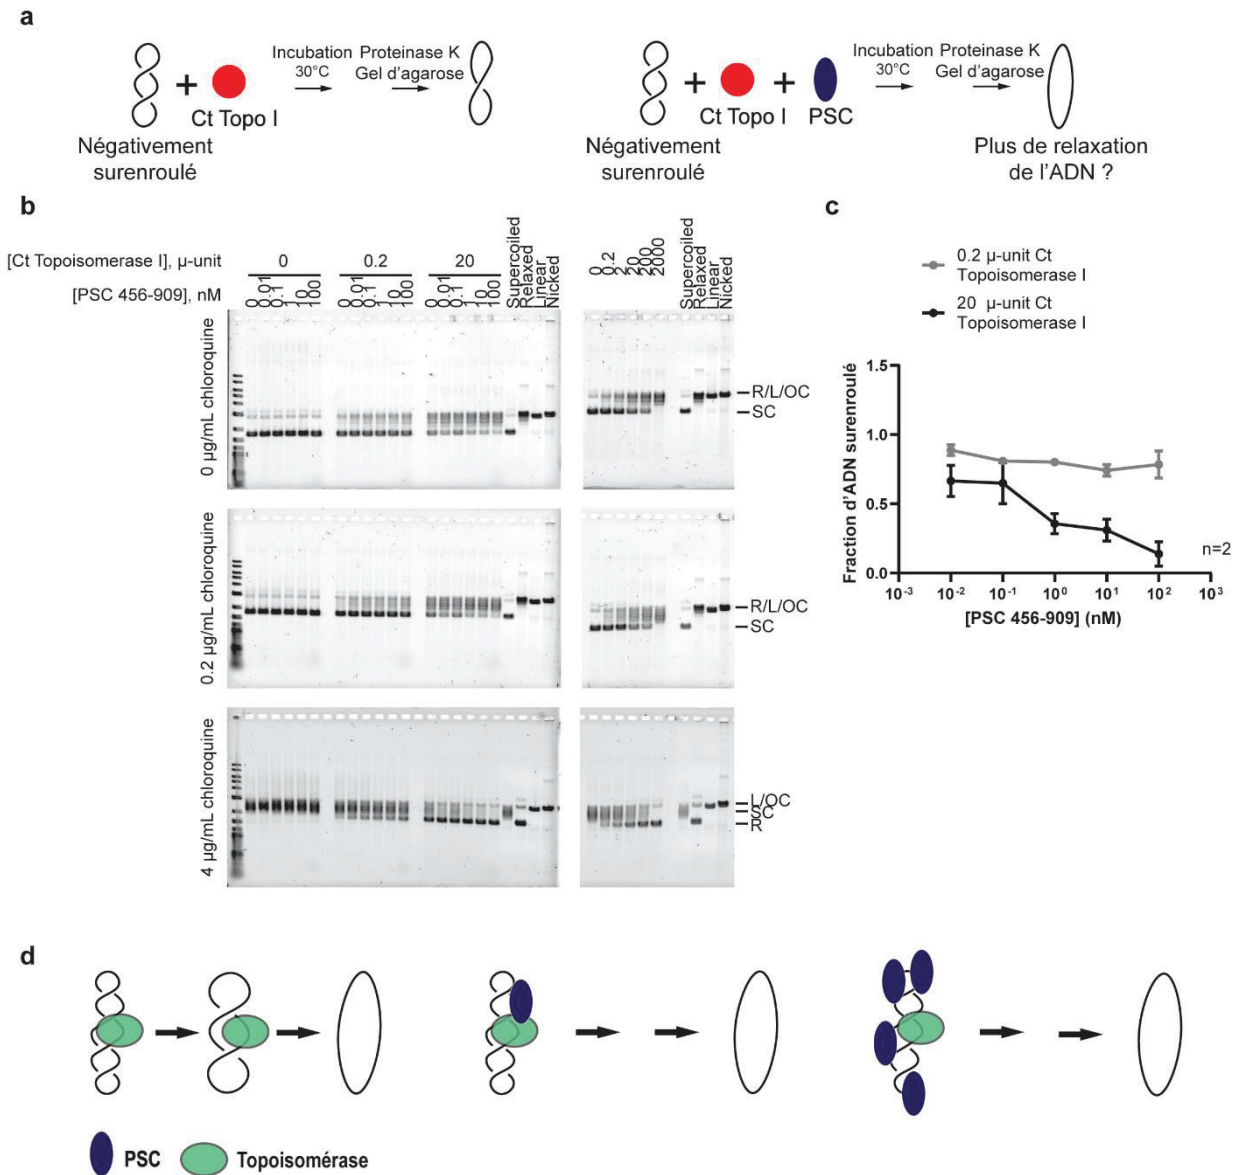 a
Incubation
30°C
Proteinase K
Gel d'agarose
+
Ct Topo I
Négativement
surenroulé
Incubation
30°C
Proteinase K
Gel d'agarose
+
+
Ct Topo I
PSC
Négativement
surenroulé
Plus de relaxation
de l'ADN ?
b
[Ct Topoisomerase I], µ-unit
0
0.2
20
[PSC 456-909], nM
0
0.01
0.1
1
10
100
0
0.01
0.1
1
10
100
0
0.01
0.1
1
10
100
Supercoiled
Relaxed
Linear
Nicked
0
0.2
2
20
200
2000
Supercoiled
Relaxed
Linear
Nicked
0 µg/mL chloroquine
R/L/OC
SC
0.2 µg/mL chloroquine
R/L/OC
SC
4 µg/mL chloroquine
L/OC
SC
R
c
0.2 µ-unit Ct
Topoisomerase I
20 µ-unit Ct
Topoisomerase I
Fraction d'ADN surenroulé
1.5
1.0
0.5
0.0
n=2
10⁻³ 10⁻² 10⁻¹ 10⁰ 10¹ 10² 10³
[PSC 456-909] (nM)
d
PSC
Topoisomérase